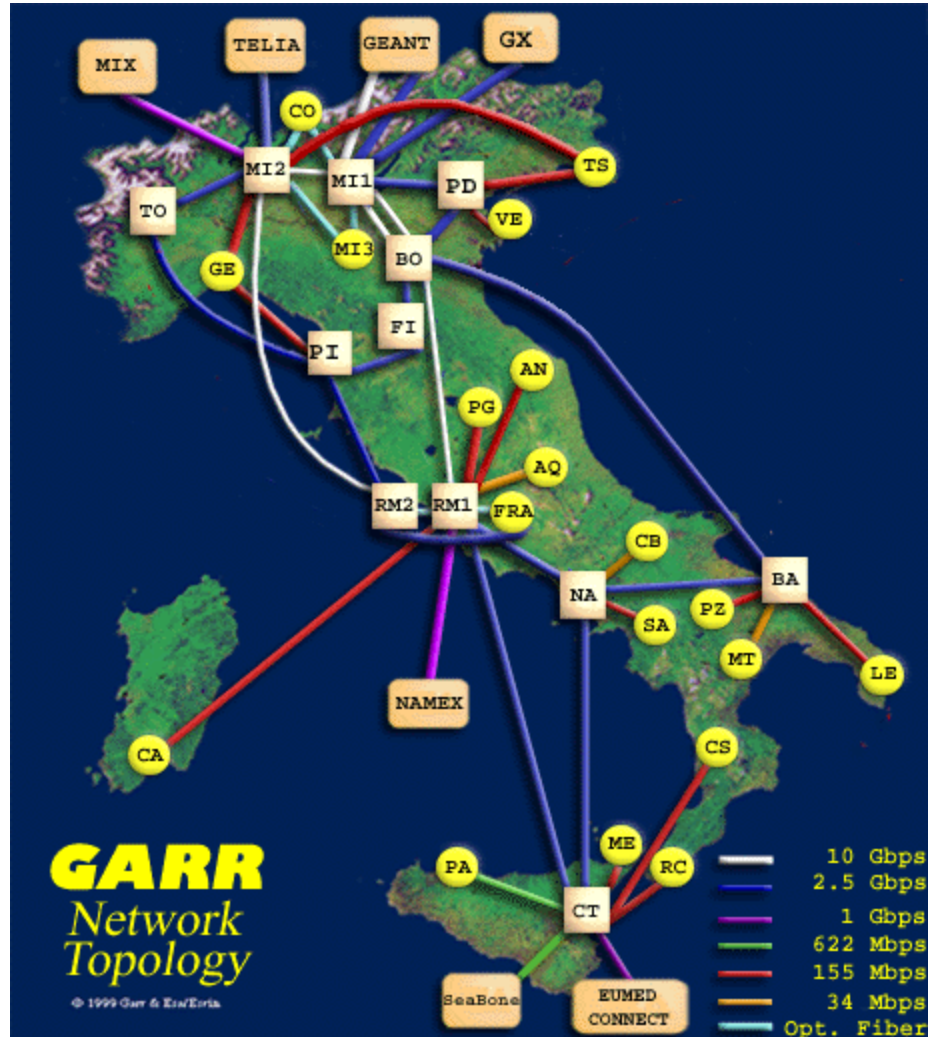 MIX
TELIA
GEANT
GX
CO
MI2
MI1
PD
TS
TO
VE
MI3
BO
GE
FI
PI
AN
PG
AQ
RM2
RM1
FRA
CB
NA
BA
PZ
SA
MT
LE
NAMEX
CS
CA
ME
PA
RC
CT
SeaBone
EUMED
CONNECT
GARR
Network
Topology
© 1999 Garr & Esa/Esrin.
10 Gbps
2.5 Gbps
1 Gbps
622 Mbps
155 Mbps
34 Mbps
Opt. Fiber